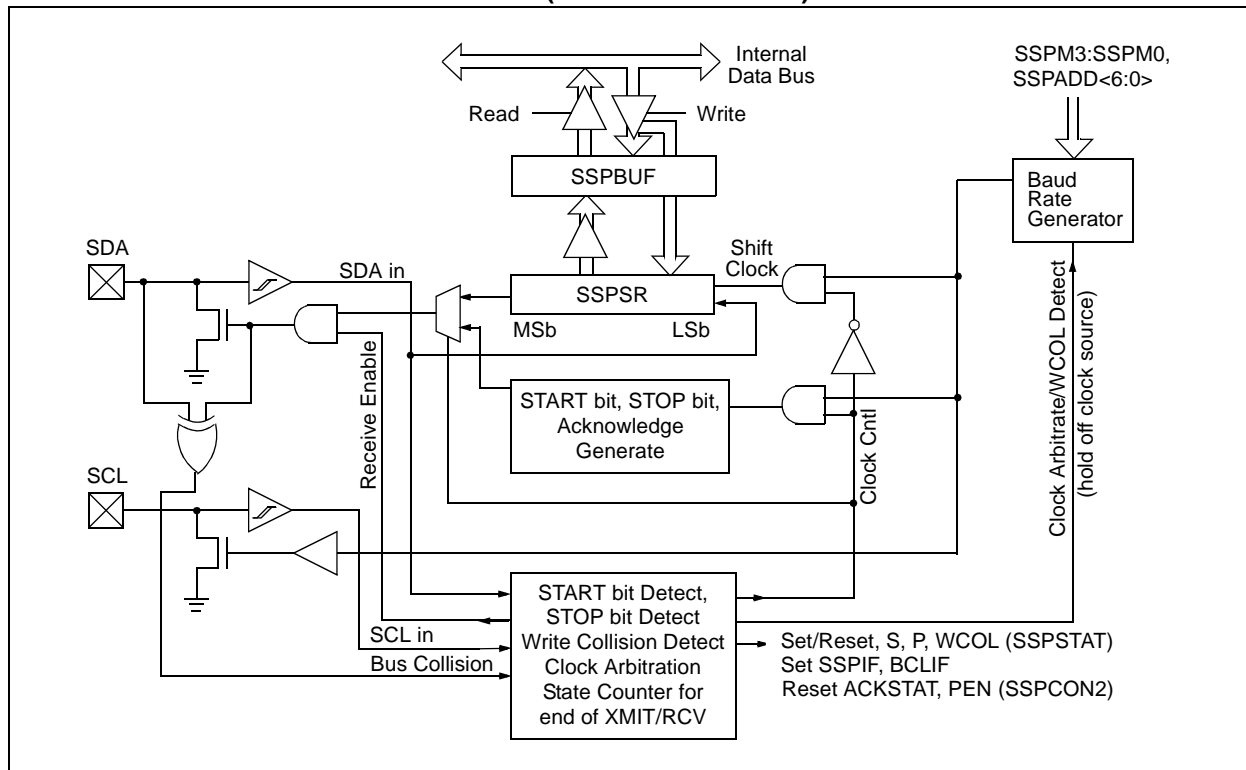 Internal
Data Bus
SSPM3:SSPM0,
SSPADD<6:0>
Read
Write
SSPBUF
Baud
Rate
Generator
SDA
SDA in
Shift
Clock
SSPSR
MSb
LSb
START bit, STOP bit,
Acknowledge
Generate
Receive Enable
Clock Cntl
Clock Arbitrate/WCOL Detect
(hold off clock source)
SCL
SCL in
Bus Collision
START bit Detect,
STOP bit Detect
Write Collision Detect
Clock Arbitration
State Counter for
end of XMIT/RCV
Set/Reset, S, P, WCOL (SSPSTAT)
Set SSPIF, BCLIF
Reset ACKSTAT, PEN (SSPCON2)